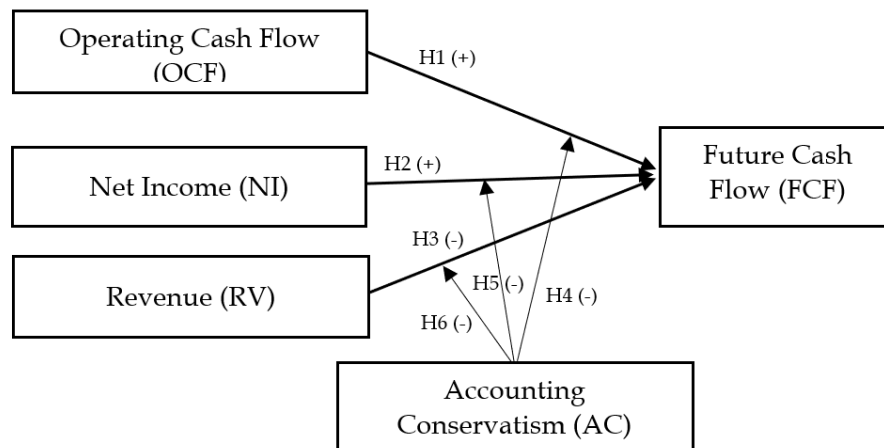 Operating Cash Flow
(OCF)
H1 (+)
Future Cash
Flow (FCF)
H2 (+)
Net Income (NI)
H3 (-)
Revenue (RV)
H5 (-)
H4 (-)
H6 (-)
Accounting
Conservatism (AC)